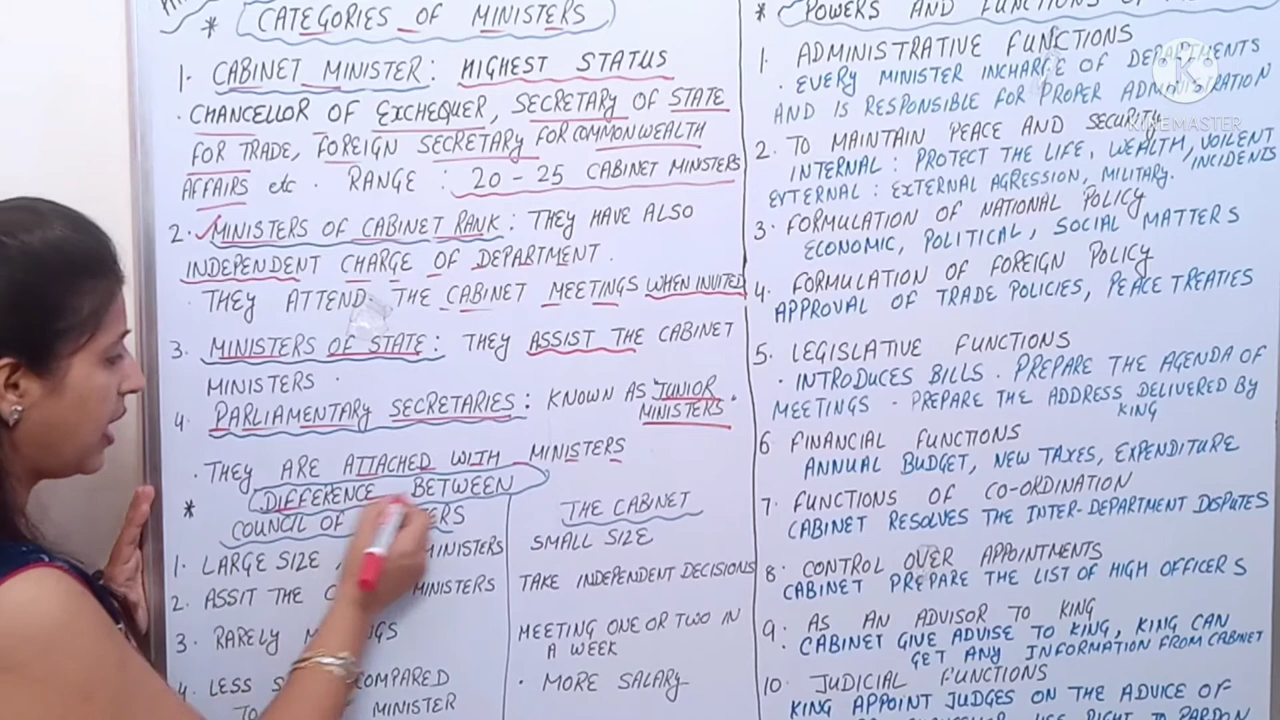 * CATEGORIES OF MINISTERS
1. CABINET MINISTER : HIGHEST STATUS
. CHANCELLOR OF EXCHEQUER, SECRETARY OF STATE
FOR TRADE, FOREIGN SECRETARY FOR COMMONWEALTH
AFFAIRS etc . RANGE : 20 - 25 CABINET MINSTERS
2. ✓ MINISTERS OF CABINET RANK : THEY HAVE ALSO
INDEPENDENT CHARGE OF DEPARTMENT .
. THEY ATTEND THE CABINET MEETINGS WHEN INVITED
3. MINISTERS OF STATE : THEY ASSIST THE CABINET
MINISTERS .
4. PARLIAMENTARY SECRETARIES : KNOWN AS JUNIOR
MINISTERS .
. THEY ARE ATTACHED WITH MINISTERS
* DIFFERENCE BETWEEN
COUNCIL OF
THE CABINET
1. LARGE SIZE , MINISTERS
SMALL SIZE
2. ASSIT THE MINISTERS
TAKE INDEPENDENT DECISIONS
3. RARELY
MEETING ONE OR TWO IN
A WEEK
4. LESS COMPARED
TO MINISTER
. MORE SALARY
* POWERS AND FUNCTIONS OF
1. ADMINISTRATIVE FUNCTIONS
. EVERY MINISTER INCHARGE OF DEPARTMENTS
AND IS RESPONSIBLE FOR PROPER ADMINISTRATION
KINEMASTER
2. TO MAINTAIN PEACE AND SECURITY
INTERNAL : PROTECT THE LIFE, WEALTH, VOILENT
INCIDENTS
EXTERNAL : EXTERNAL AGRESSION, MILITARY.
3. FORMULATION OF NATIONAL POLICY
ECONOMIC, POLITICAL, SOCIAL MATTERS
4. FORMULATION OF FOREIGN POLICY
APPROVAL OF TRADE POLICIES, PEACE TREATIES
5. LEGISLATIVE FUNCTIONS
. INTRODUCES BILLS . PREPARE THE AGENDA OF
MEETINGS - PREPARE THE ADDRESS DELIVERED BY
KING
6 FINANCIAL FUNCTIONS
ANNUAL BUDGET, NEW TAXES, EXPENDITURE
7. FUNCTIONS OF CO-ORDINATION
CABINET RESOLVES THE INTER-DEPARTMENT DISPUTES
8. CONTROL OVER APPOINTMENTS
CABINET PREPARE THE LIST OF HIGH OFFICERS
9. AS AN ADVISOR TO KING
CABINET GIVE ADVISE TO KING, KING CAN
GET ANY INFORMATION FROM CABINET
10. JUDICIAL FUNCTIONS
KING APPOINT JUDGES ON THE ADVICE OF